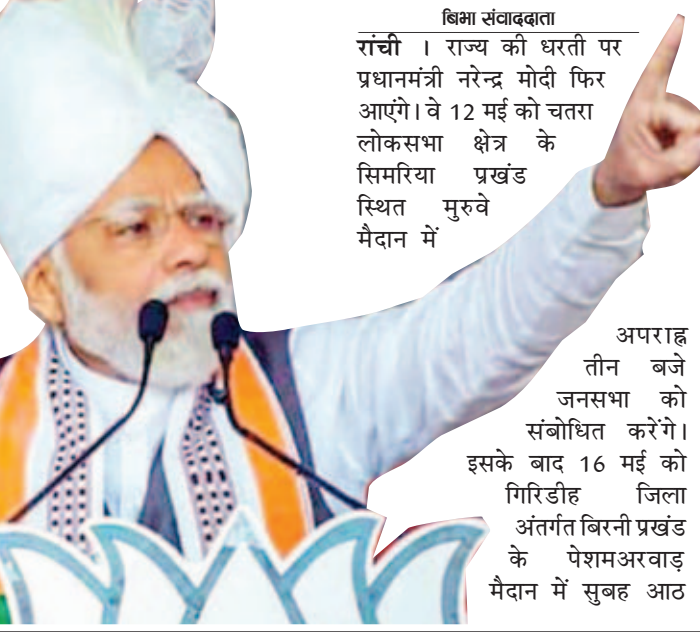 बिभा संवाददाता
रांची । राज्य की धरती पर
प्रधानमंत्री नरेन्द्र मोदी फिर
आएंगे। वे 12 मई को चतरा
लोकसभा क्षेत्र के
सिमरिया प्रखंड
स्थित मुरुवे
मैदान में
अपराह्न
तीन बजे
जनसभा को
संबोधित करेंगे।
इसके बाद 16 मई को
गिरिडीह जिला
अंतर्गत बिरनी प्रखंड
के पेशमअरवाड़
मैदान में सुबह आठ